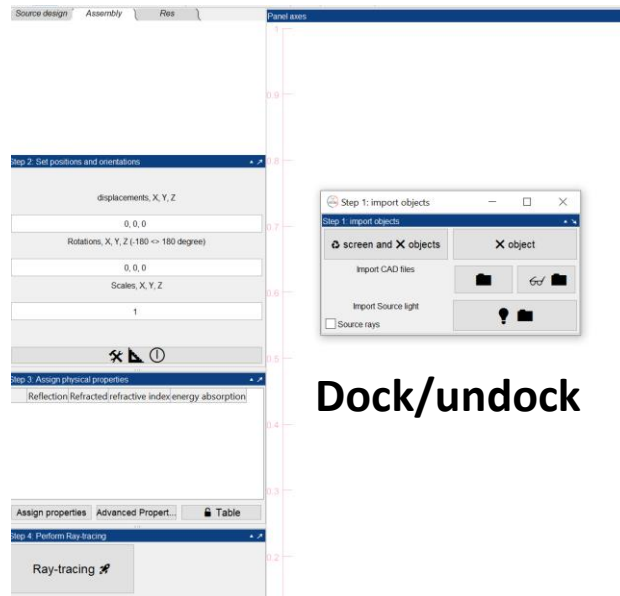 Source design
Assembly
Res
Panel axes
1
0.9
0.8
Step 2: Set positions and orientations
displacements, X, Y, Z
0, 0, 0
0.7
Rotations, X, Y, Z (-180 <> 180 degree)
0, 0, 0
Scales, X, Y, Z
0.6
1
0.5
Step 1: import objects
Step 1: import objects
screen and X objects
X object
Import CAD files
Import Source light
Source rays
Dock/undock
Step 3: Assign physical properties
Reflection Refracted refractive index energy absorption
0.4
0.3
Assign properties
Advanced Propert...
Table
Step 4: Perform Ray-tracing
0.2
Ray-tracing